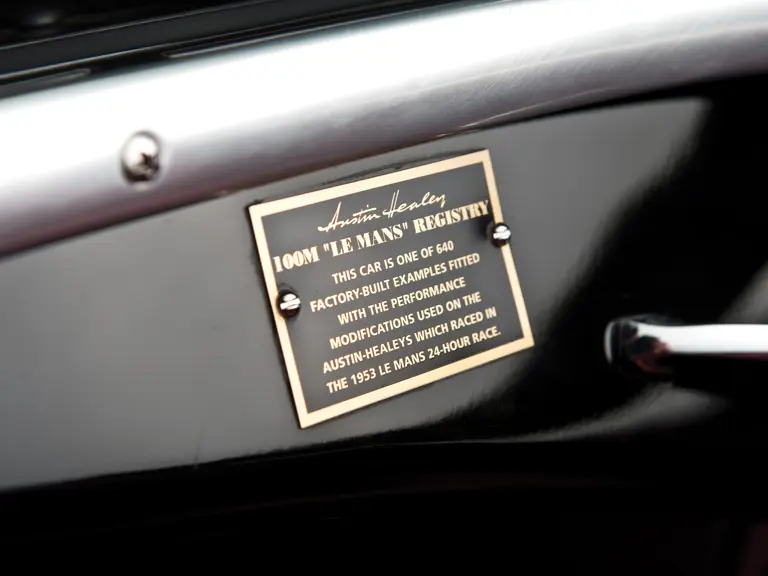 Austin Healey
100M "LE MANS" REGISTRY
THIS CAR IS ONE OF 640
FACTORY-BUILT EXAMPLES FITTED
WITH THE PERFORMANCE
MODIFICATIONS USED ON THE
AUSTIN-HEALEYS WHICH RACED IN
THE 1953 LE MANS 24-HOUR RACE.